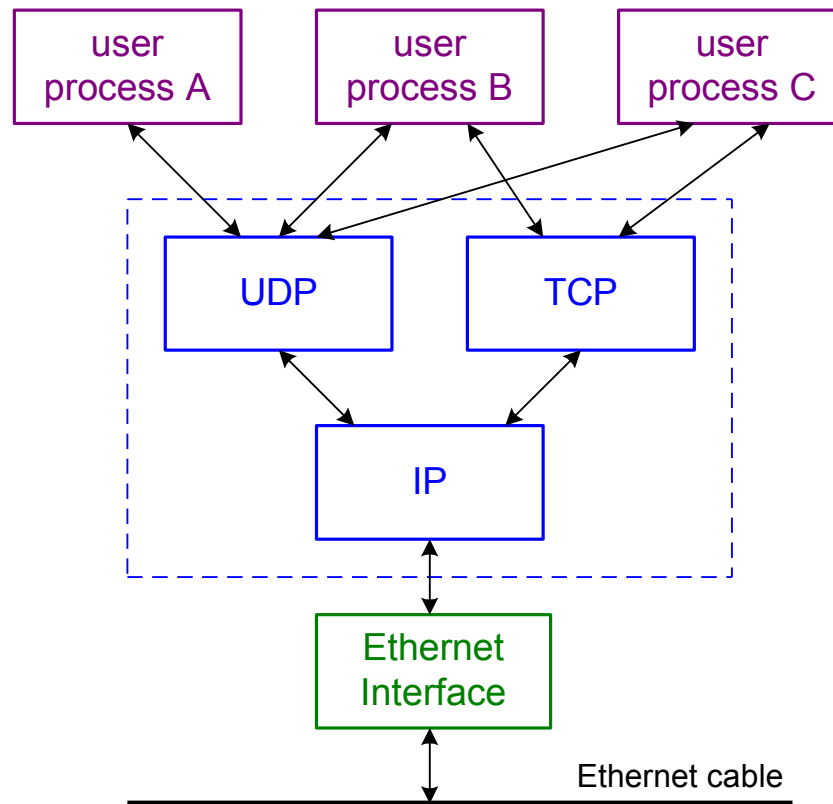 user
process A
user
process B
user
process C
UDP
TCP
IP
Ethernet
Interface
Ethernet cable